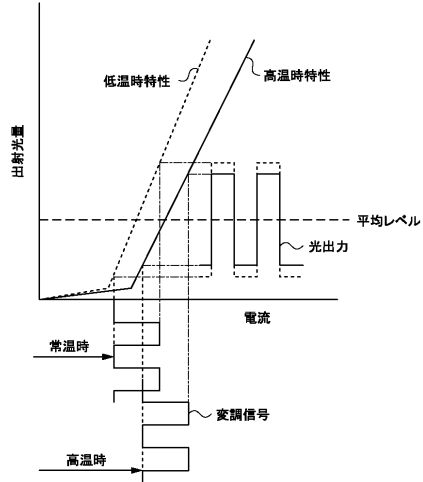 低温時特性
高温時特性
出射光量
平均レベル
光出力
電流
常温時
変調信号
高温時